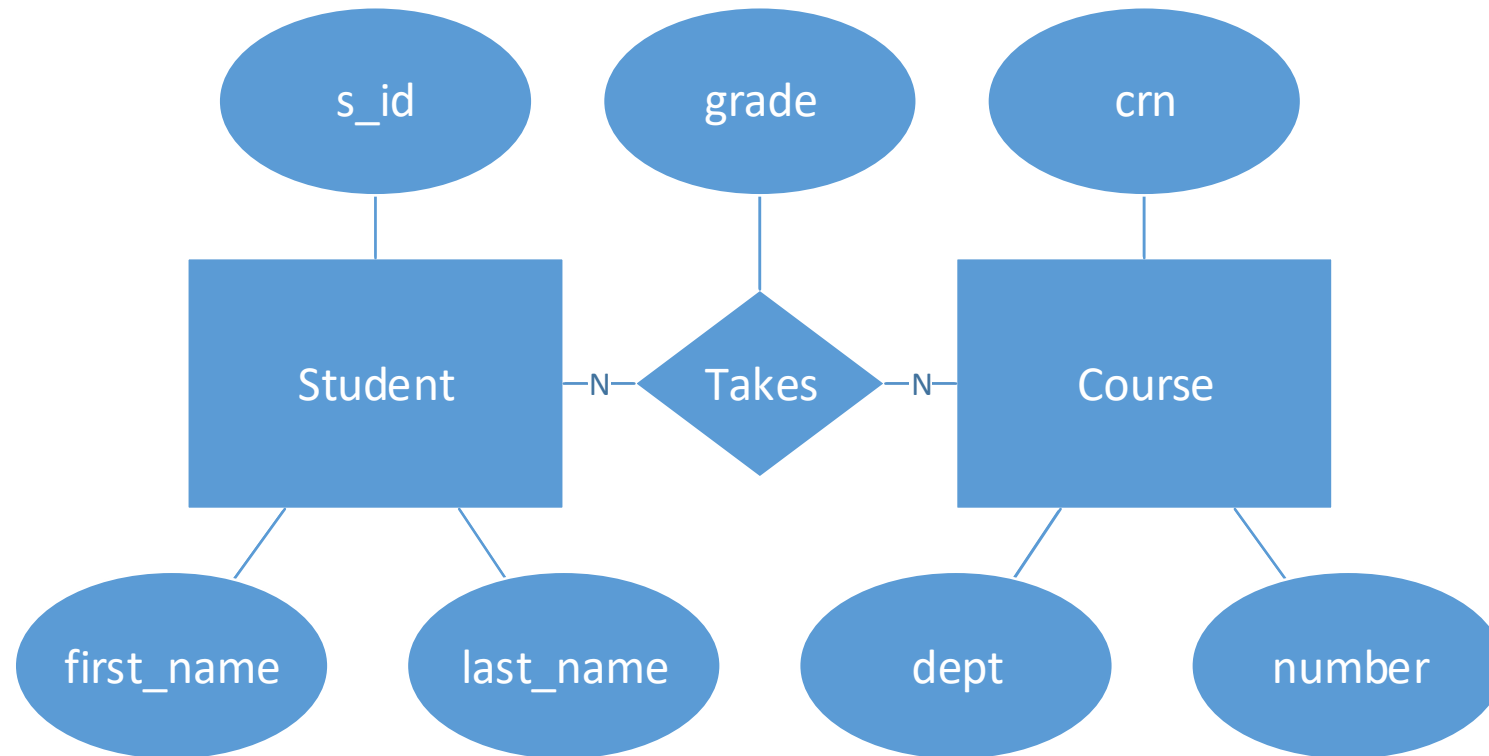 s_id
grade
crn
Student
N
Takes
N
Course
first_name
last_name
dept
number